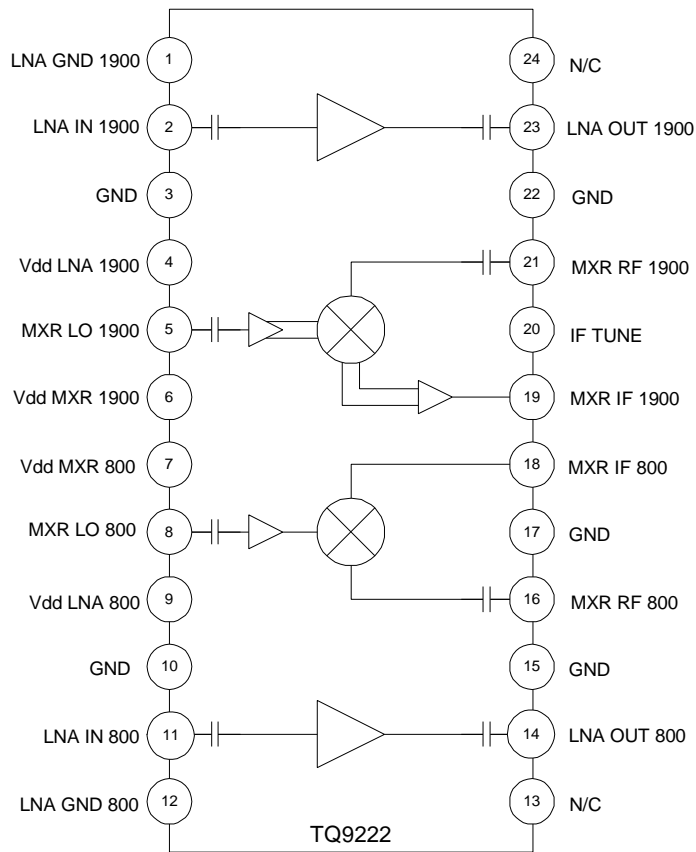 LNA GND 1900 1
24 N/C
LNA IN 1900 2
23 LNA OUT 1900
GND 3
22 GND
Vdd LNA 1900 4
21 MXR RF 1900
MXR LO 1900 5
20 IF TUNE
Vdd MXR 1900 6
19 MXR IF 1900
Vdd MXR 800 7
18 MXR IF 800
MXR LO 800 8
17 GND
Vdd LNA 800 9
16 MXR RF 800
GND 10
15 GND
LNA IN 800 11
14 LNA OUT 800
LNA GND 800 12
13 N/C
TQ9222